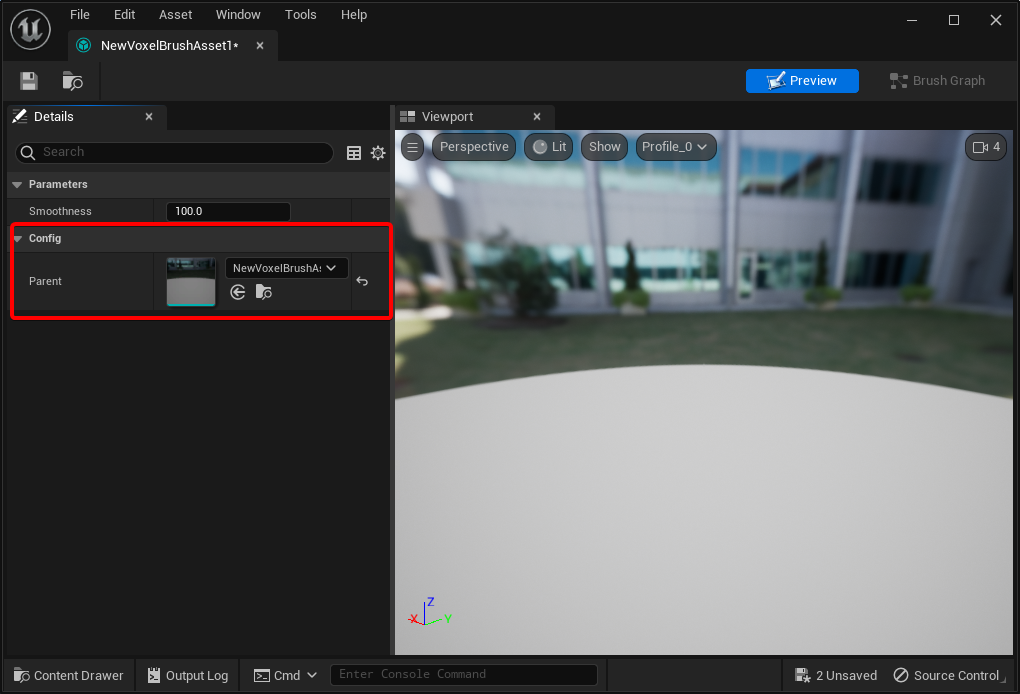 File Edit Asset Window Tools Help
NewVoxelBrushAsset1*
Preview Brush Graph
Details Viewport
Search
Perspective Lit Show Profile_0 4
Parameters
Smoothness 100.0
Config
NewVoxelBrushAs
Parent
Z
X Y
Content Drawer Output Log Cmd Enter Console Command 2 Unsaved Source Control